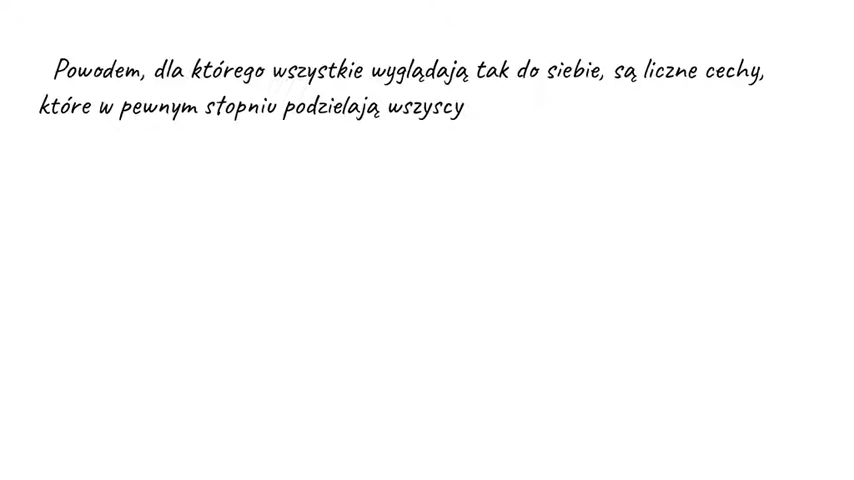 Powodem, dla którego wszystkie wyglądają tak do siebie, są liczne cechy,
które w pewnym stopniu podzielają wszyscy